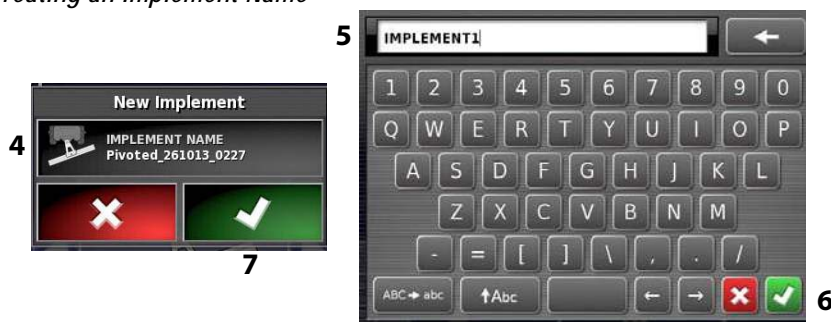 reating an Implement Name
5
IMPLEMENT1
New Implement
4
IMPLEMENT NAME
Pivoted_261013_0227
7
1 2 3 4 5 6 7 8 9 0
Q W E R T Y U I O P
A S D F G H J K L
Z X C V B N M
- = [ ] \ , . /
ABC → abc ↑Abc ← →
6